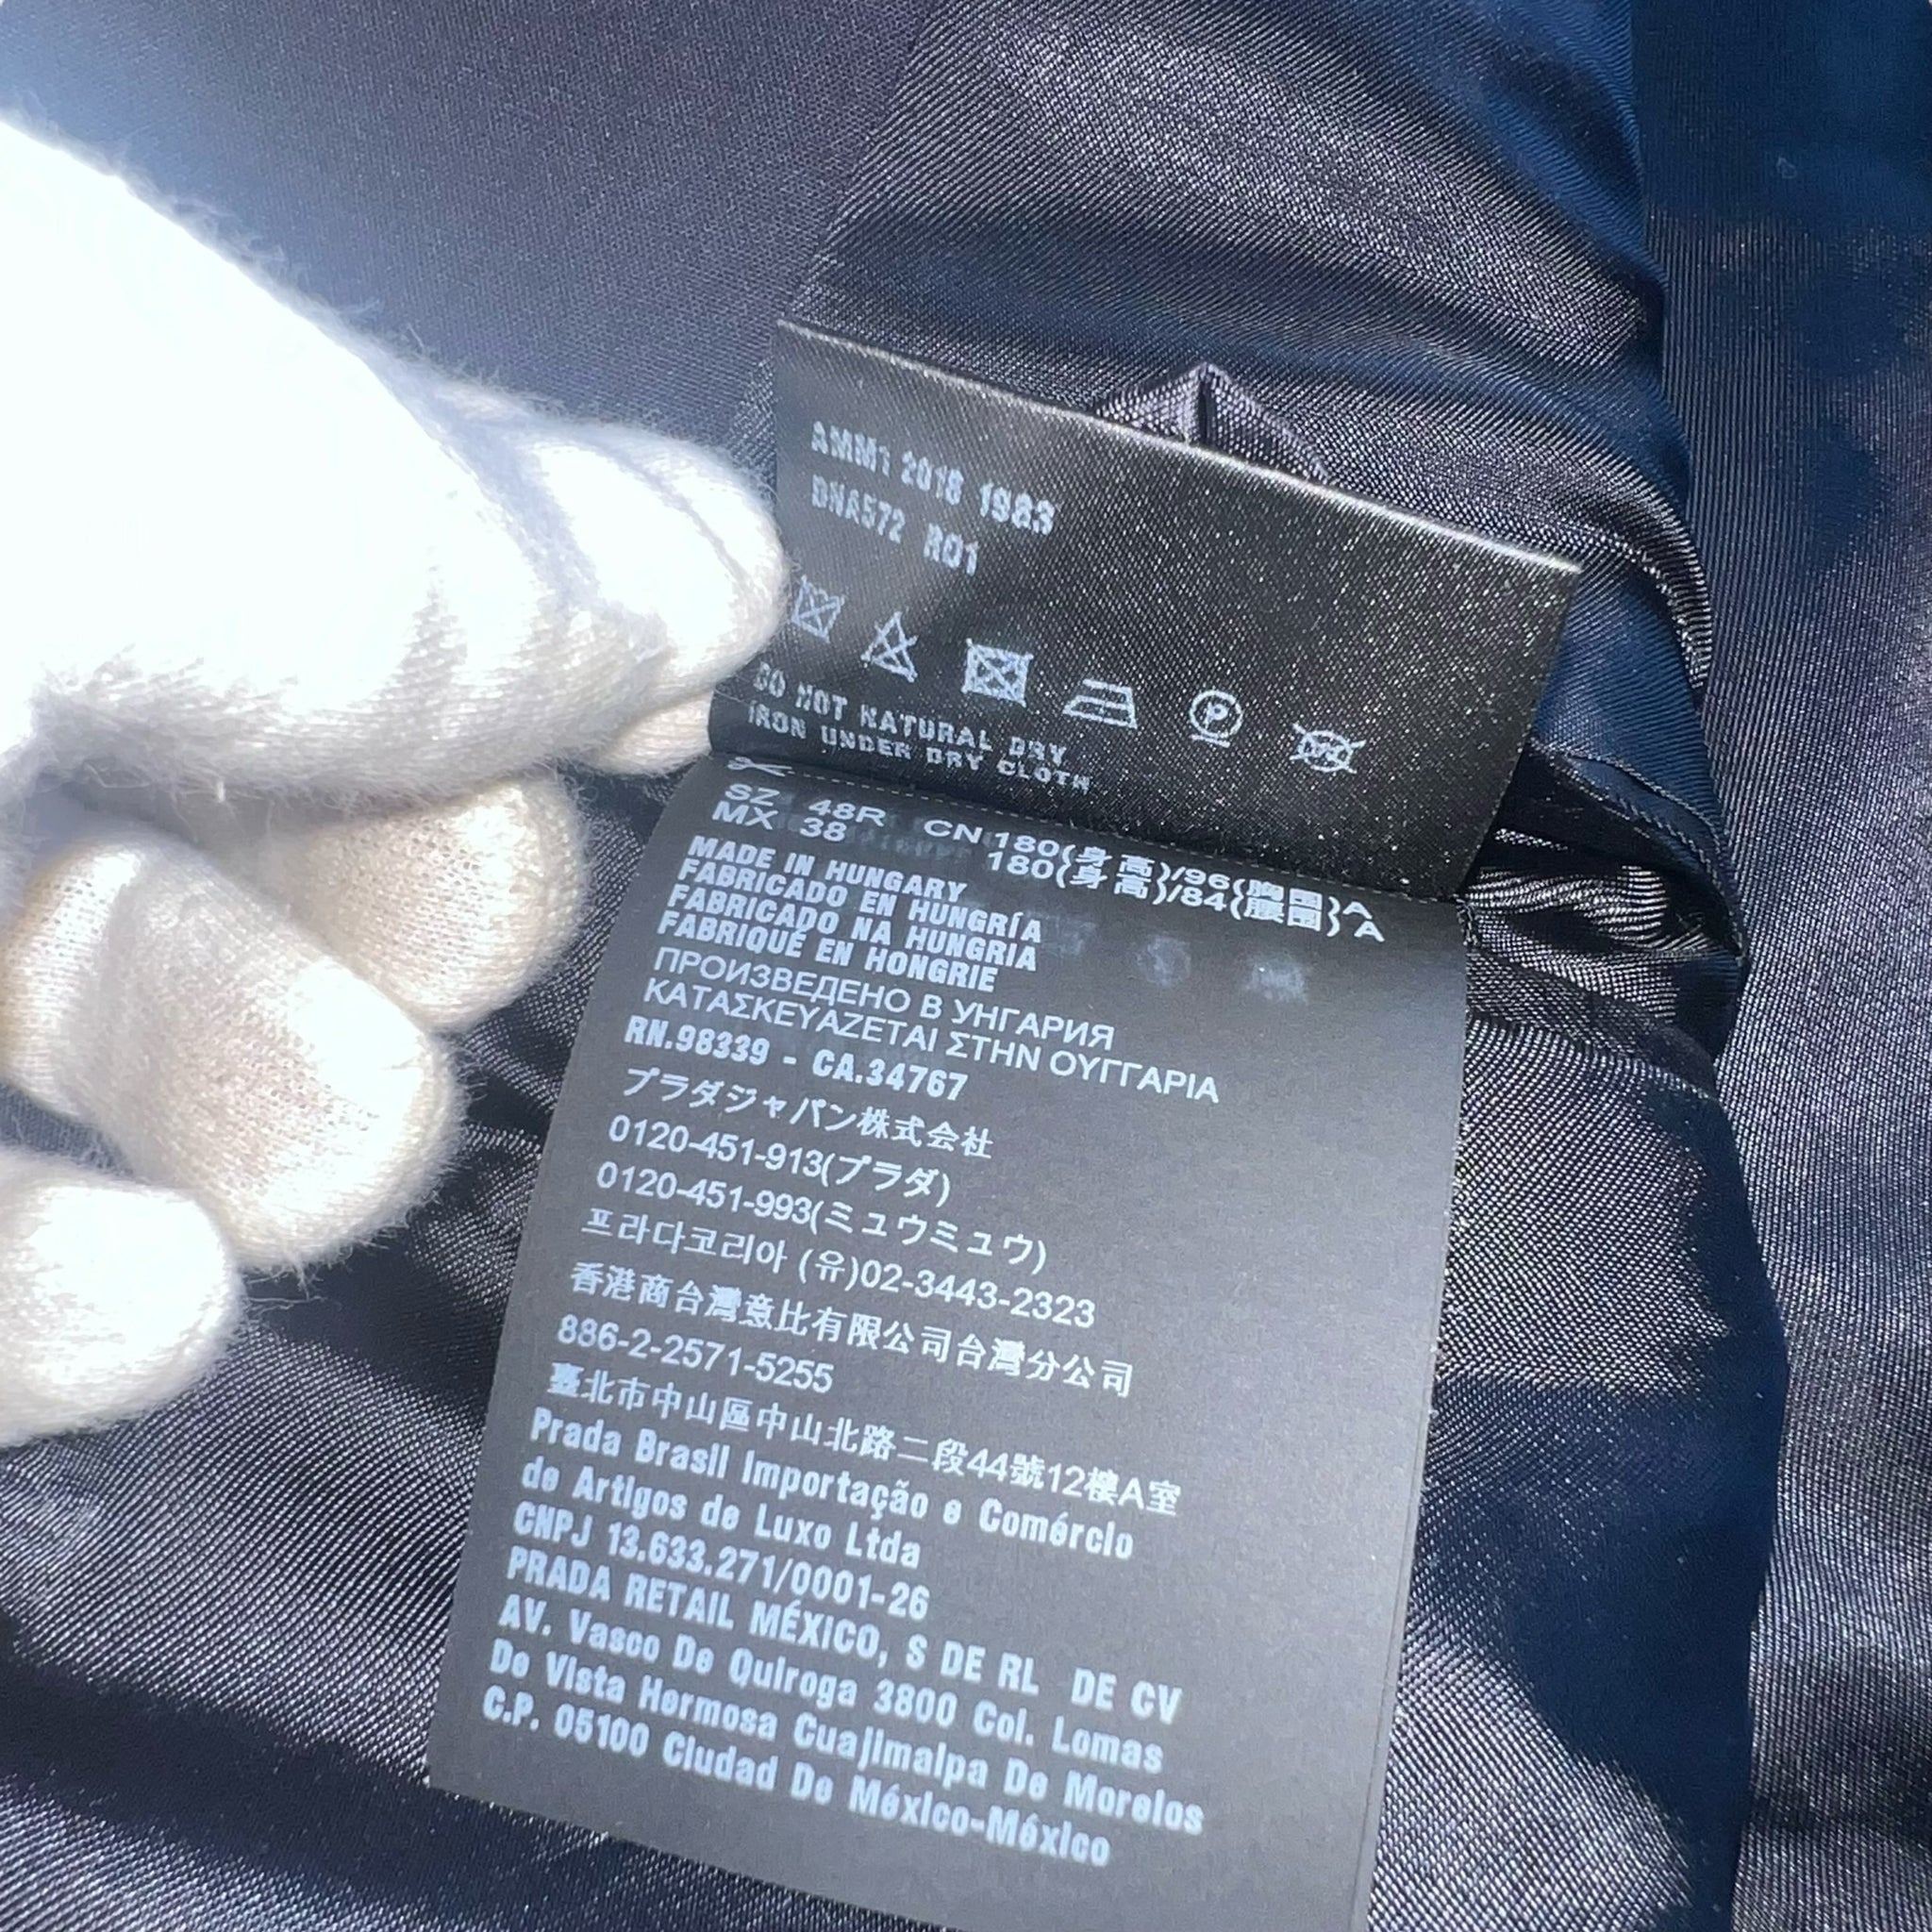 AMM1 2018 1983
BNA572 R01
P
DO NOT NATURAL DRY
IRON UNDER DRY CLOTH
SZ 48R CN 180(身高)/96(胸围)A
MX 38 180(身高)/84(腰围)A
MADE IN HUNGARY
FABRICADO EN HUNGRÍA
FABRICADO NA HUNGRIA
FABRIQUÉ EN HONGRIE
ПРОИЗВЕДЕНО В УНГАРИЯ
ΚΑΤΑΣΚΕΥΑΖΕΤΑΙ ΣΤΗΝ ΟΥΓΓΑΡΙΑ
RN.98339 - CA.34767
プラダジャパン株式会社
0120-451-913(プラダ)
0120-451-993(ミュウミュウ)
프라다코리아 (유)02-3443-2323
香港商台灣意比有限公司台灣分公司
886-2-2571-5255
臺北市中山區中山北路二段44號12樓A室
Prada Brasil Importação e Comércio
de Artigos de Luxo Ltda
CNPJ 13.633.271/0001-26
PRADA RETAIL MÉXICO, S DE RL DE CV
AV. Vasco De Quiroga 3800 Col. Lomas
De Vista Hermosa Cuajimalpa De Morelos
C.P. 05100 Ciudad De México-México